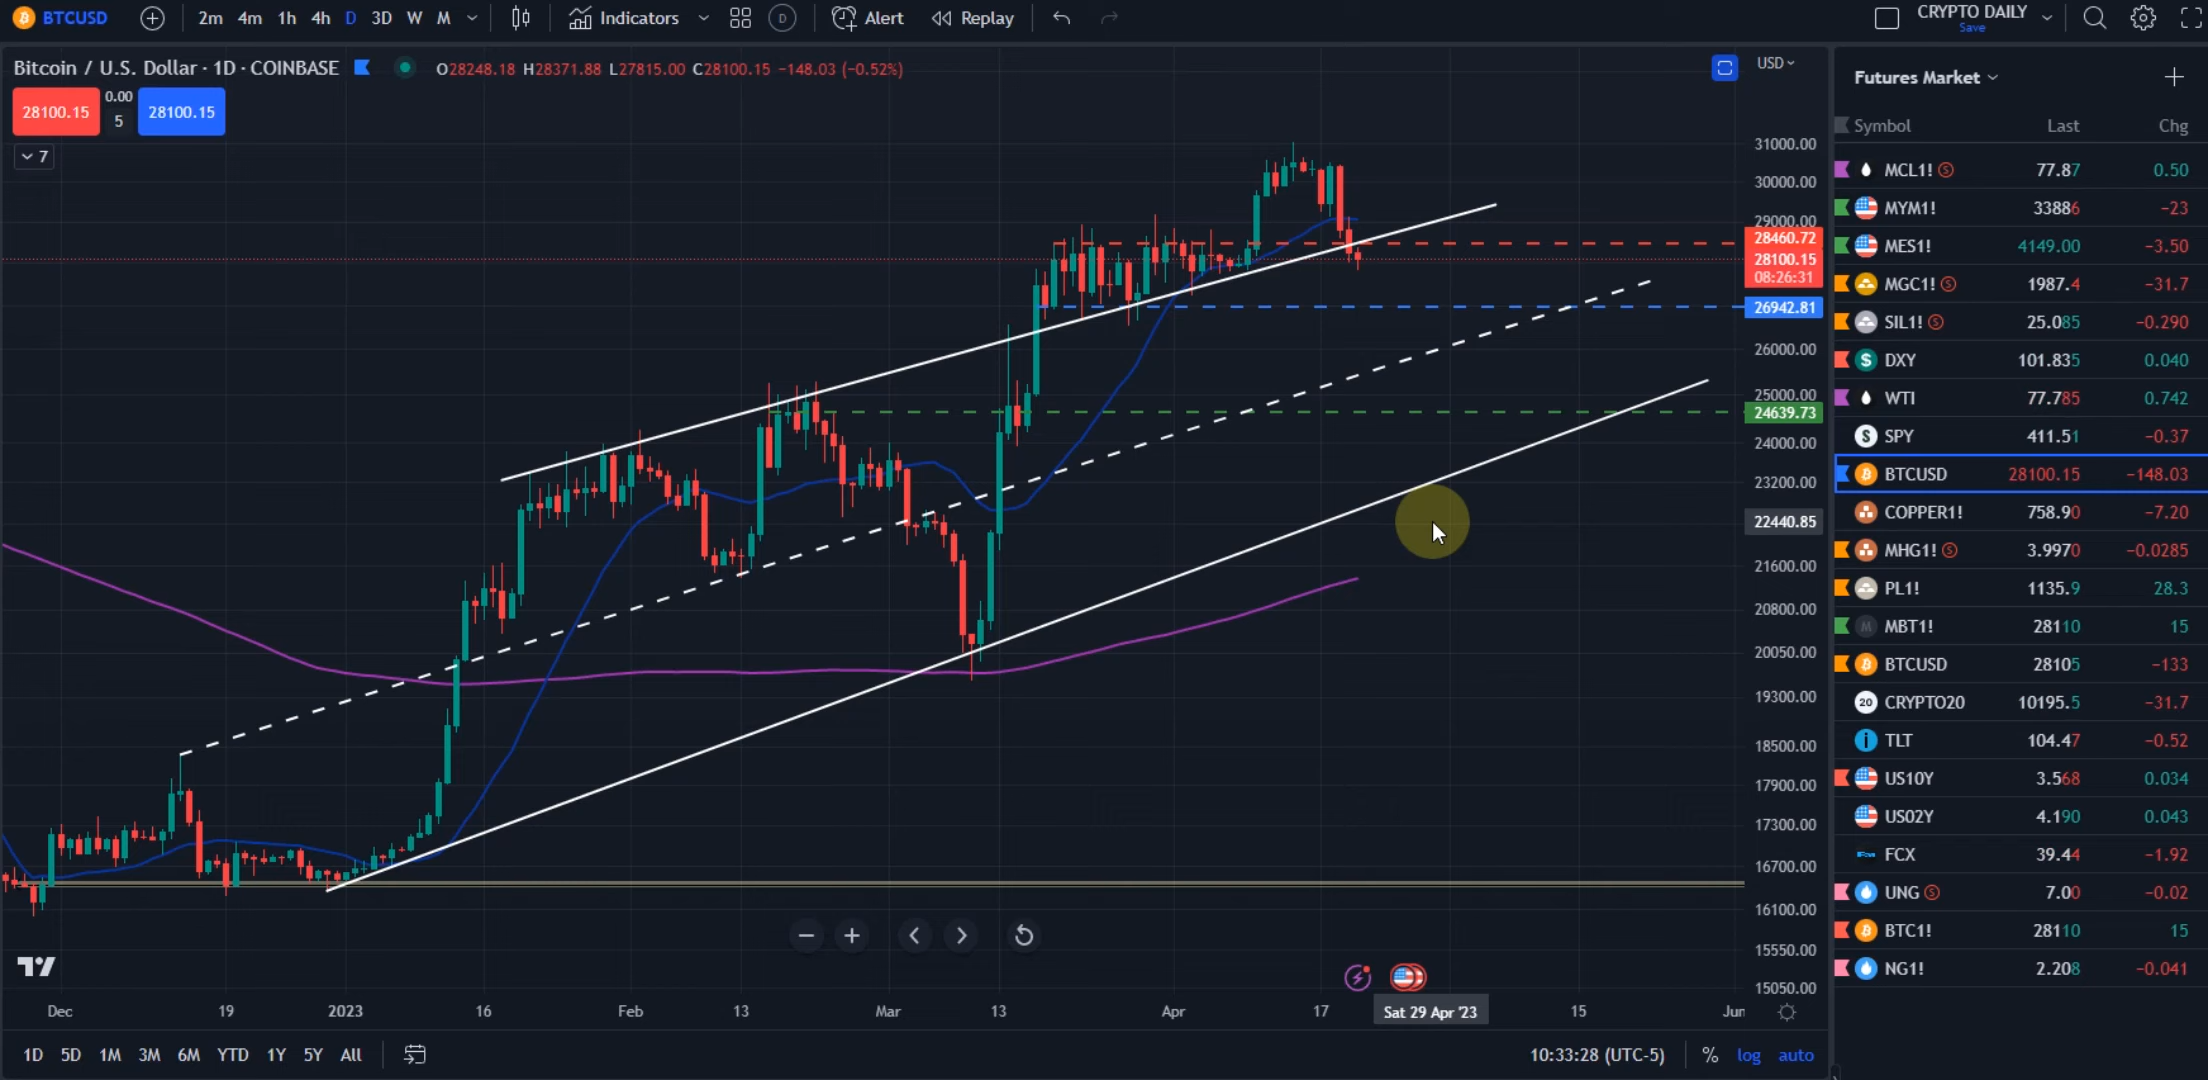 BTCUSD 2m 4m 1h 4h D 3D W M Indicators D Alert Replay CRYPTO DAILY
Save
Bitcoin / U.S. Dollar · 1D · COINBASE O28248.18 H28371.88 L27815.00 C28100.15 −148.03 (−0.52%) USD
28100.15 0.00 28100.15
5
7
31000.00
30000.00
29000.00
28460.72
28100.15
08:26:31
26942.81
26000.00
25000.00
24639.73
24000.00
23200.00
22440.85
21600.00
20800.00
20050.00
19300.00
18500.00
17900.00
17300.00
16700.00
16100.00
15550.00
15050.00
Dec 19 2023 16 Feb 13 Mar 13 Apr 17 Sat 29 Apr '23 15 Jun
1D 5D 1M 3M 6M YTD 1Y 5Y All 10:33:28 (UTC-5) % log auto
Futures Market
Symbol Last Chg
MCL1! S 77.87 0.50
MYM1! 33886 −23
MES1! 4149.00 −3.50
MGC1! S 1987.4 −31.7
SIL1! S 25.085 −0.290
$ DXY 101.835 0.040
WTI 77.785 0.742
$ SPY 411.51 −0.37
BTCUSD 28100.15 −148.03
COPPER1! 758.90 −7.20
MHG1! S 3.9970 −0.0285
PL1! 1135.9 28.3
M MBT1! 28110 15
BTCUSD 28105 −133
20 CRYPTO20 10195.5 −31.7
i TLT 104.47 −0.52
US10Y 3.568 0.034
US02Y 4.190 0.043
FCX 39.44 −1.92
UNG S 7.00 −0.02
BTC1! 28110 15
NG1! 2.208 −0.041